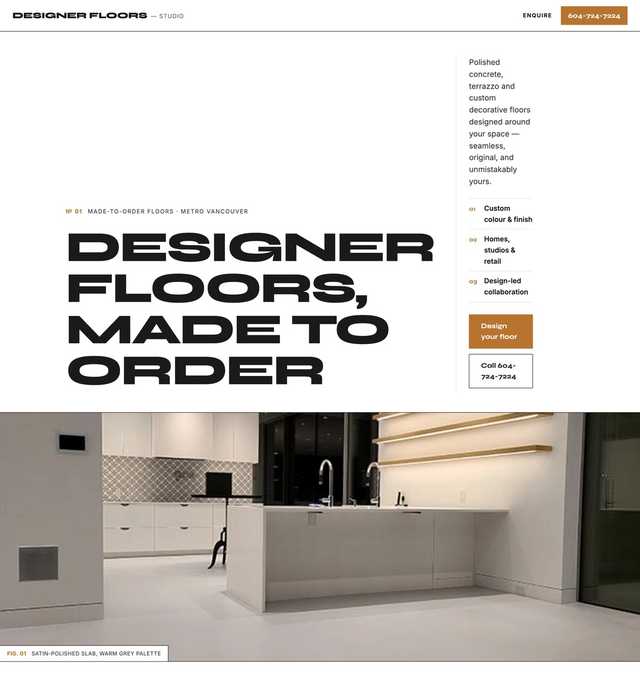 DESIGNER FLOORS — STUDIO
ENQUIRE
604-724-7224
Nº 01 MADE-TO-ORDER FLOORS · METRO VANCOUVER
DESIGNER
FLOORS,
MADE TO
ORDER
Polished
concrete,
terrazzo and
custom
decorative floors
designed around
your space —
seamless,
original, and
unmistakably
yours.
01 Custom
colour & finish
02 Homes,
studios &
retail
03 Design-led
collaboration
Design
your floor
Call 604-
724-7224
FIG. 01 SATIN-POLISHED SLAB, WARM GREY PALETTE